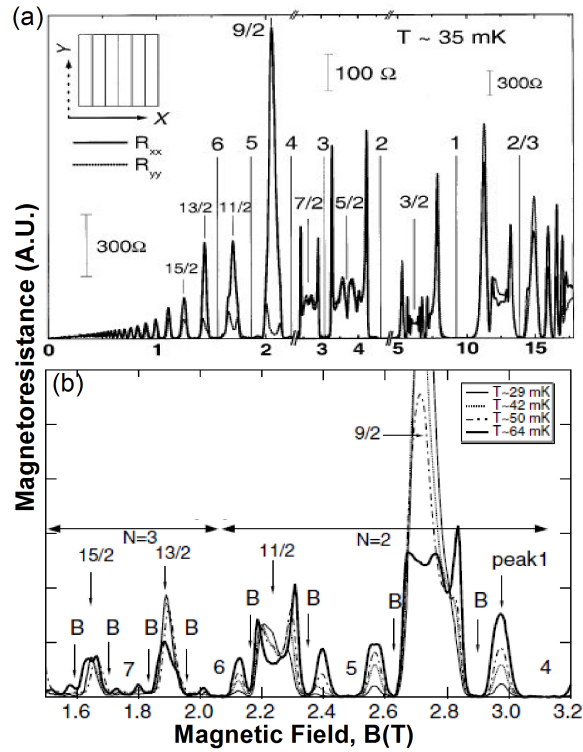 (a)
9/2
T ~ 35 mK
Y
X
100 Ω
300Ω
R_xx
R_yy
6
5
4
3
2
1
2/3
13/2
11/2
7/2
5/2
3/2
300Ω
15/2
0
1
2
3
4
5
10
15
Magnetoresistance (A.U.)
(b)
T~29 mK
T~42 mK
T~50 mK
T~64 mK
9/2
N=3
N=2
15/2
13/2
11/2
peak1
B
B
B
B
B
B
B
B
7
6
5
4
1.6
1.8
2.0
2.2
2.4
2.6
2.8
3.0
3.2
Magnetic Field, B(T)